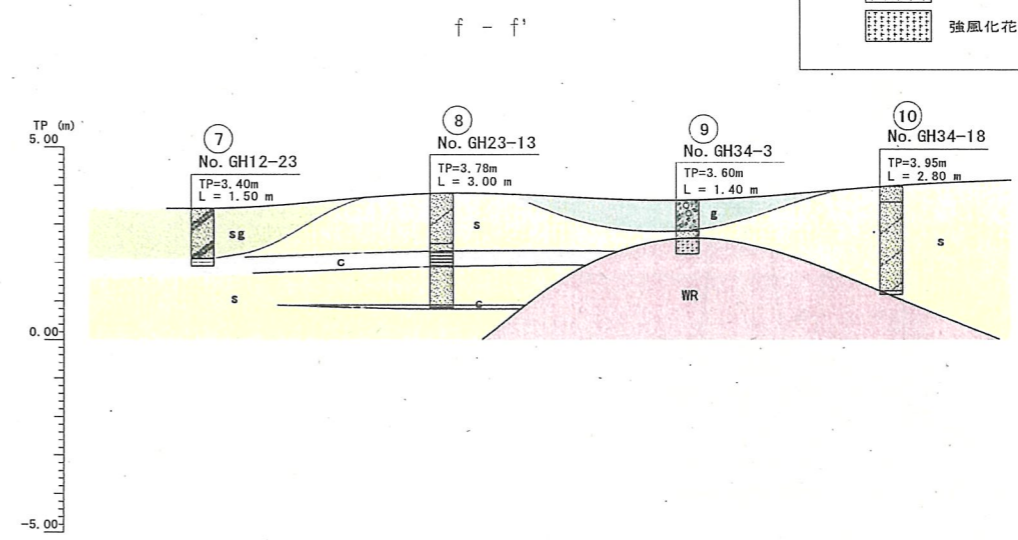 強風化花
f - f'
TP (m)
5.00
0.00
-5.00
7
No. GH12-23
TP=3.40m
L = 1.50 m
8
No. GH23-13
TP=3.78m
L = 3.00 m
9
No. GH34-3
TP=3.60m
L = 1.40 m
10
No. GH34-18
TP=3.95m
L = 2.80 m
sg
s
g
s
c
s
c
WR